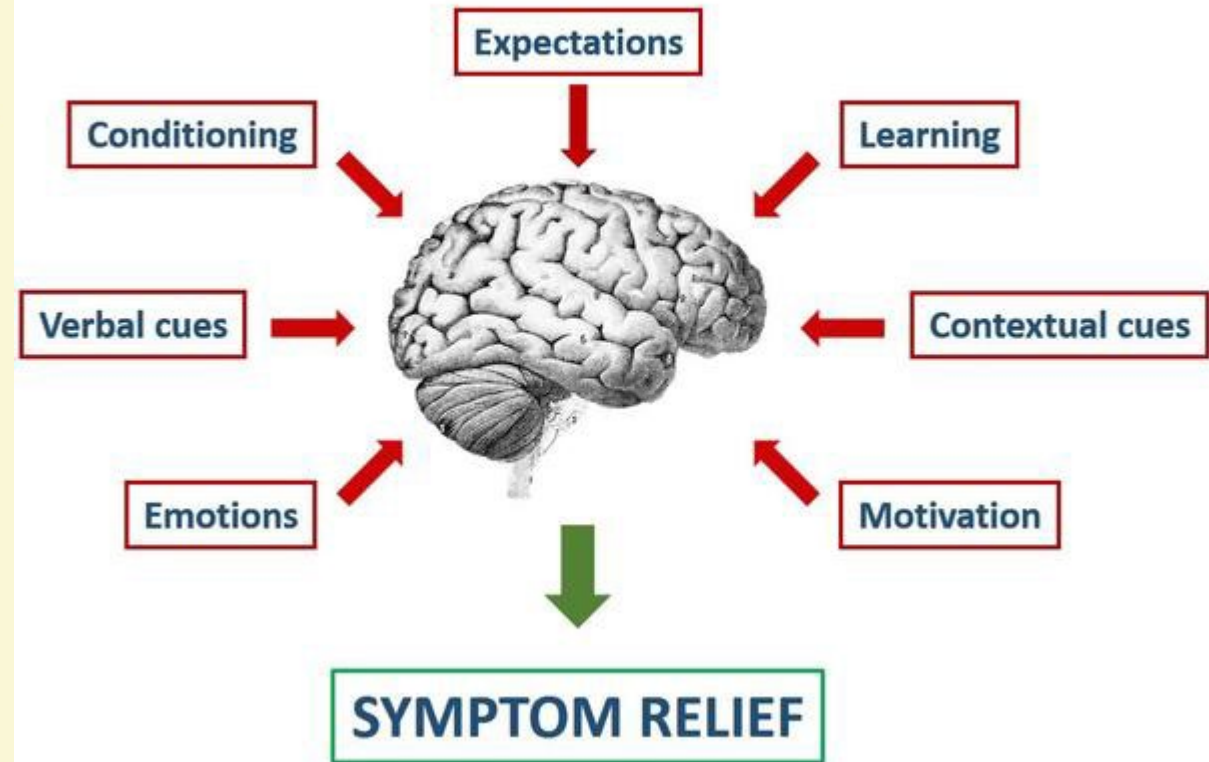 Expectations
Conditioning
Learning
Verbal cues
Contextual cues
Emotions
Motivation
SYMPTOM RELIEF